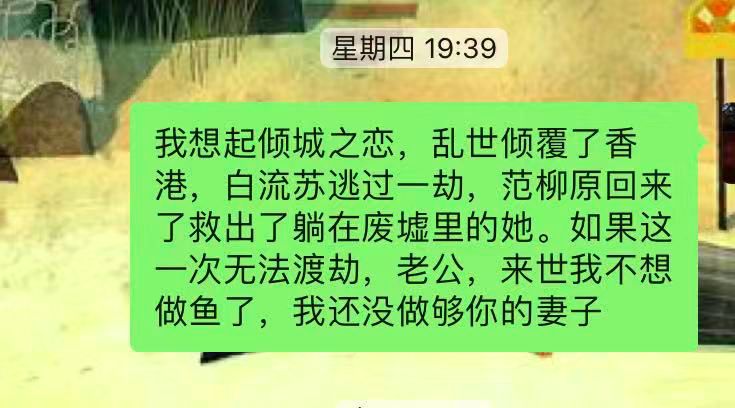 星期四 19:39
我想起倾城之恋，乱世倾覆了香
港，白流苏逃过一劫，范柳原回来
了救出了躺在废墟里的她。如果这
一次无法渡劫，老公，来世我不想
做鱼了，我还没做够你的妻子